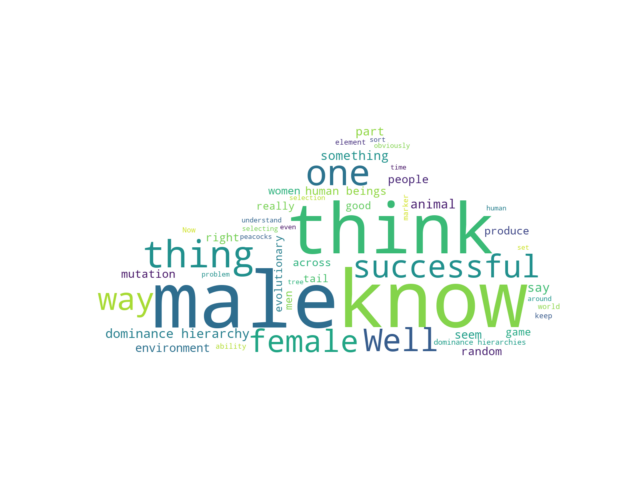 part
element sort
obviously
something
time
one people
women human beings
selection
really good marker animal human
understand
think
selecting even produce
Now right peacocks
thing evolutionary set
across successful
mutation problem tree tail
way male know say
men around
world
keep
dominance hierarchy female Well seem game
environment ability dominance hierarchies
random